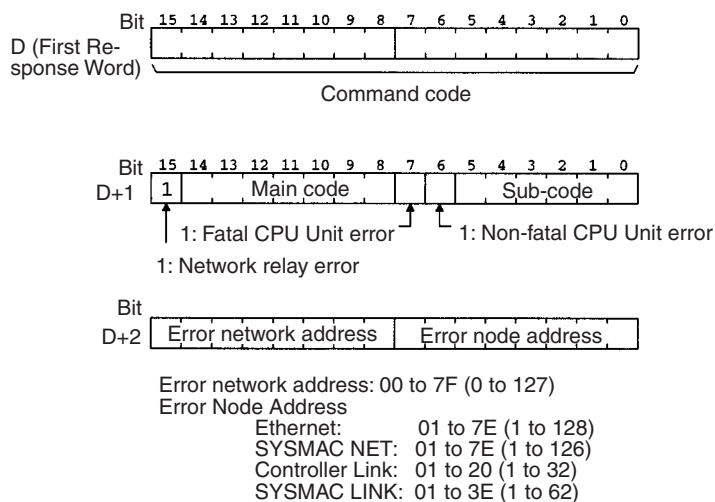 Bit 15 14 13 12 11 10 9 8 7 6 5 4 3 2 1 0
D (First Re-
sponse Word)
Command code
Bit 15 14 13 12 11 10 9 8 7 6 5 4 3 2 1 0
D+1 1 Main code Sub-code
1: Fatal CPU Unit error 1: Non-fatal CPU Unit error
1: Network relay error
Bit
D+2 Error network address Error node address
Error network address: 00 to 7F (0 to 127)
Error Node Address
Ethernet: 01 to 7E (1 to 128)
SYSMAC NET: 01 to 7E (1 to 126)
Controller Link: 01 to 20 (1 to 32)
SYSMAC LINK: 01 to 3E (1 to 62)